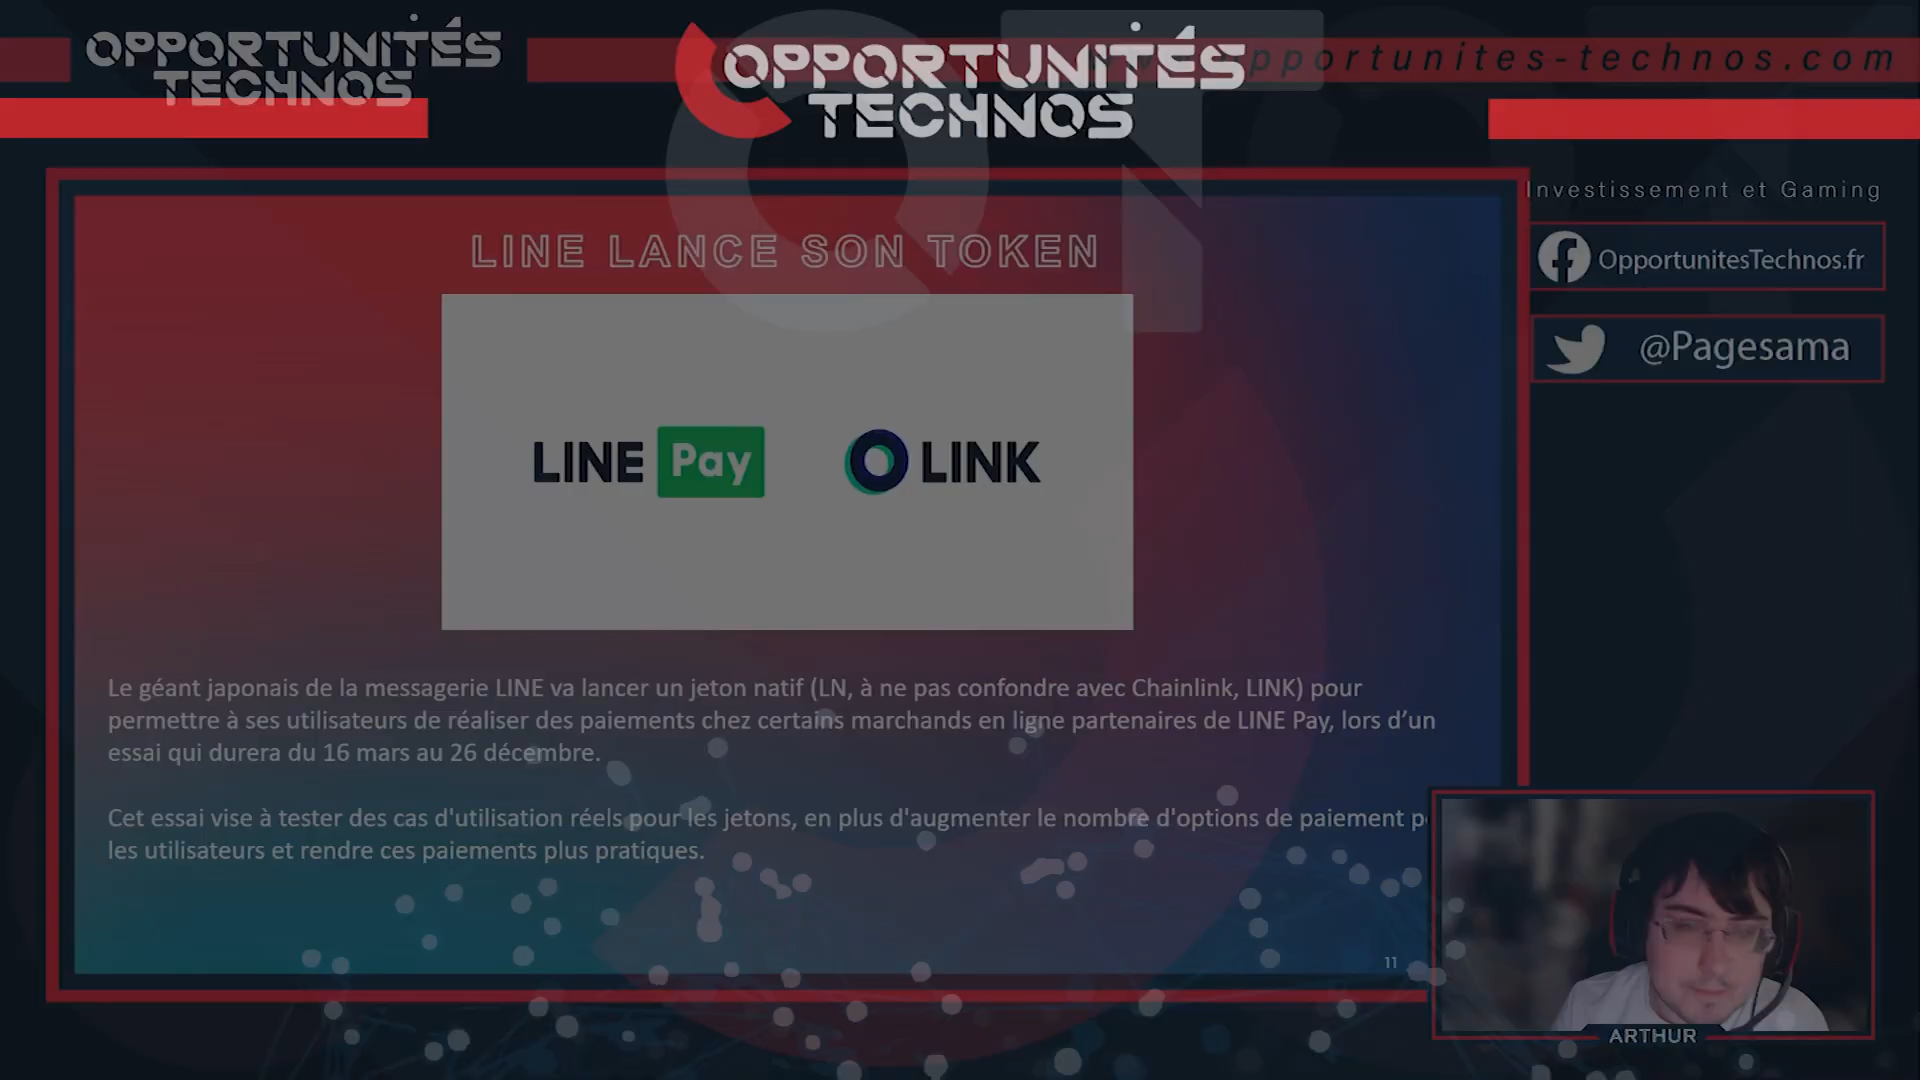 OPPORTUNITÉS
TECHNOS
OPPORTUNITÉS
TECHNOS
pportunites-technos.com
Investissement et Gaming
OpportunitesTechnos.fr
@Pagesama
LINE LANCE SON TOKEN
LINE Pay
LINK
Le géant japonais de la messagerie LINE va lancer un jeton natif (LN, à ne pas confondre avec Chainlink, LINK) pour
permettre à ses utilisateurs de réaliser des paiements chez certains marchands en ligne partenaires de LINE Pay, lors d’un
essai qui durera du 16 mars au 26 décembre.
Cet essai vise à tester des cas d'utilisation réels pour les jetons, en plus d'augmenter le nombre d'options de paiement
les utilisateurs et rendre ces paiements plus pratiques.
11
ARTHUR